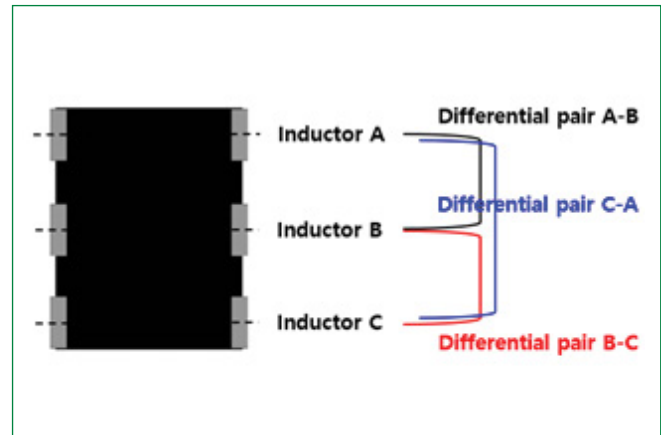 Differential pair A-B
Inductor A
Differential pair C-A
Inductor B
Inductor C
Differential pair B-C